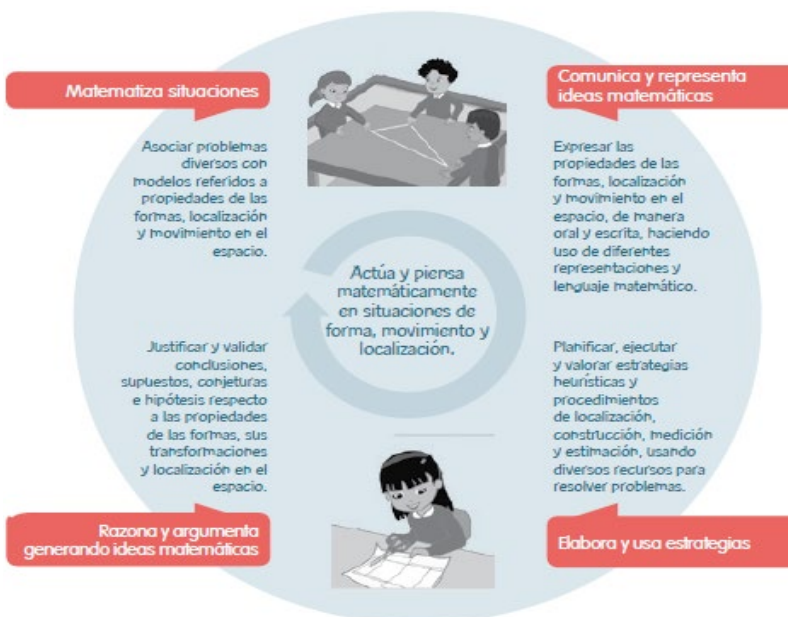 Matematiza situaciones
Asociar problemas
diversos con
modelos referidos a
propiedades de las
formas, localización
y movimiento en el
espacio.
Comunica y representa
ideas matemáticas
Expresar las
propiedades de las
formas, localización
y movimiento en el
espacio, de manera
oral y escrita, haciendo
uso de diferentes
representaciones y
lenguaje matemático.
Actúa y piensa
matemáticamente
en situaciones de
forma, movimiento y
localización.
Justificar y validar
conclusiones,
supuestos, conjeturas
e hipótesis respecto
a las propiedades
de las formas, sus
transformaciones
y localización en el
espacio.
Razona y argumenta
generando ideas matemáticas
Planificar, ejecutar
y valorar estrategias
heurísticas y
procedimientos
de localización,
construcción, medición
y estimación, usando
diversos recursos para
resolver problemas.
Elabora y usa estrategias